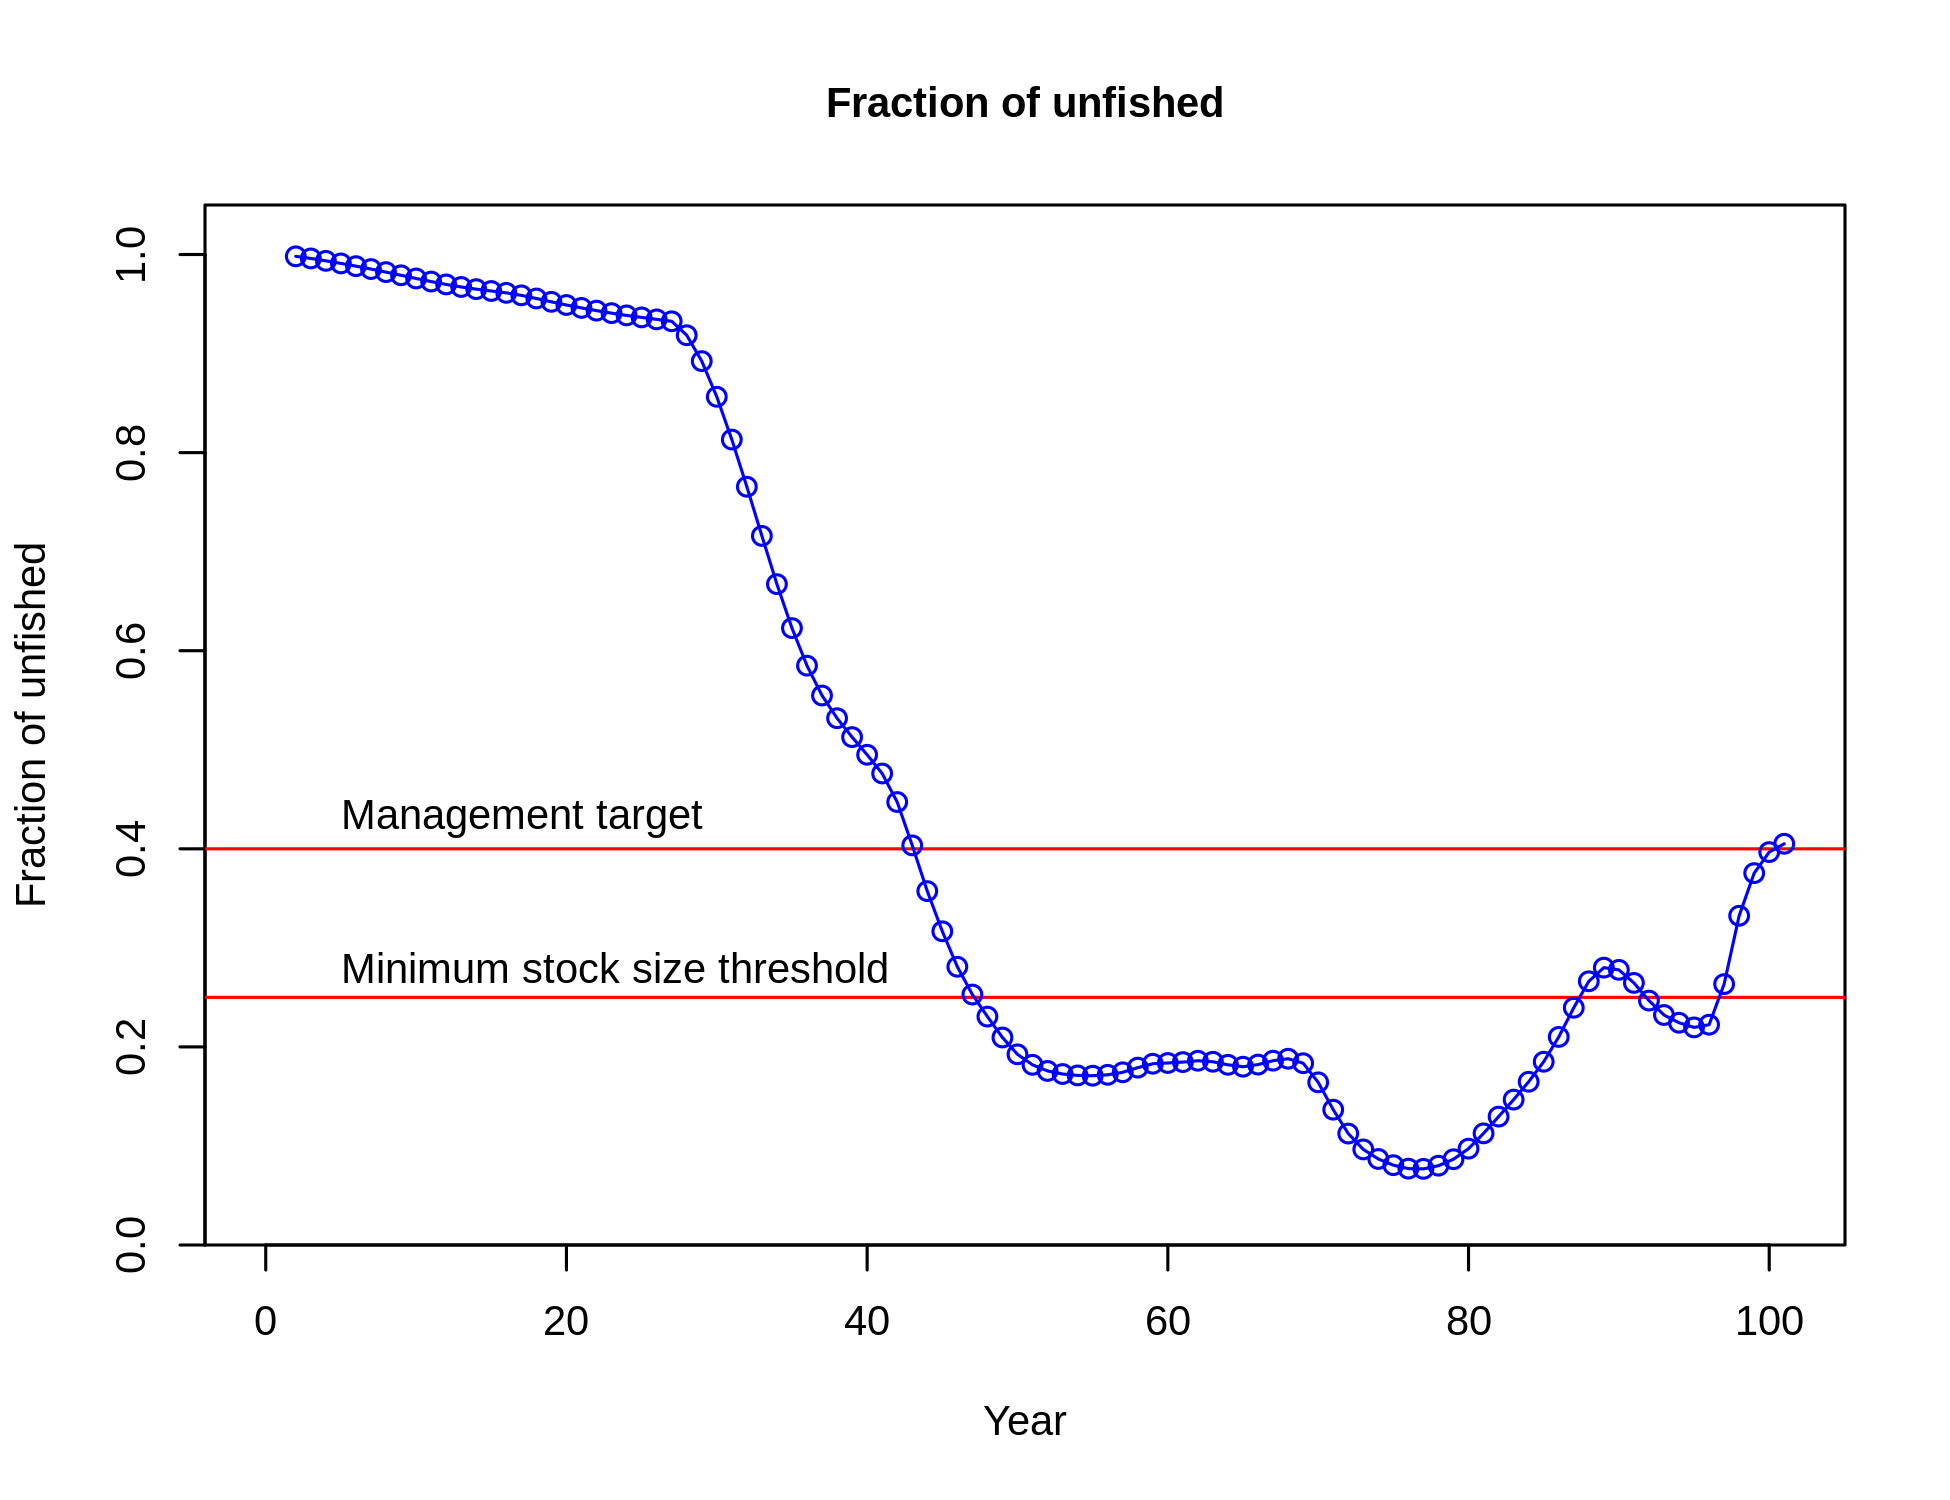 Fraction of unfished
Fraction of unfished
1.0
0.8
0.6
0.4
0.2
0.0
Management target
Minimum stock size threshold
0 20 40 60 80 100
Year